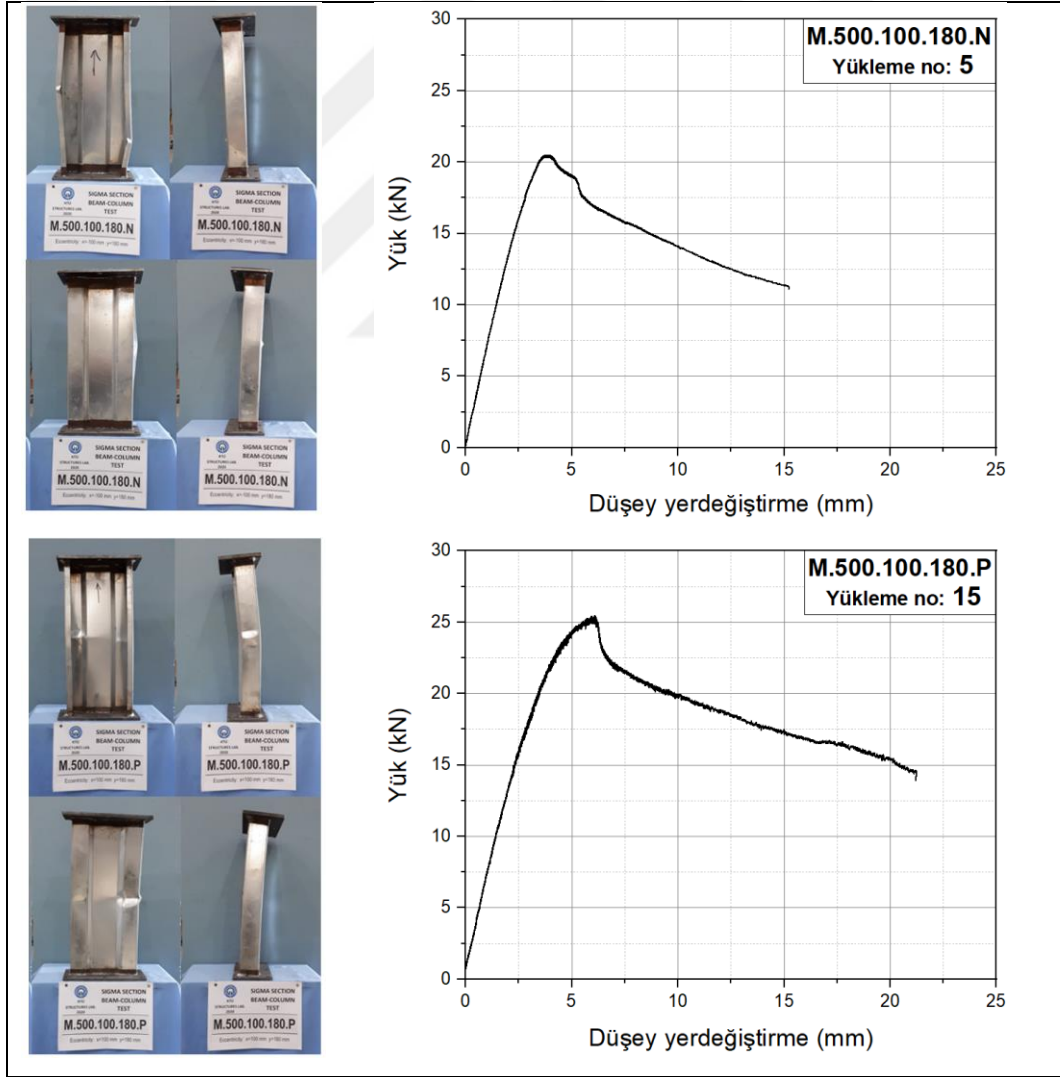 SIGMA SECTION
BEAM-COLUMN
TEST
M.500.100.180.N
SIGMA SECTION
BEAM-COLUMN
TEST
M.500.100.180.N
SIGMA SECTION
BEAM-COLUMN
TEST
M.500.100.180.N
SIGMA SECTION
BEAM-COLUMN
TEST
M.500.100.180.N
M.500.100.180.N
Yükleme no: 5
Yük (kN)
30
25
20
15
10
5
0
0 5 10 15 20 25
Düşey yerdeğiştirme (mm)
SIGMA SECTION
BEAM-COLUMN
TEST
M.500.100.180.P
SIGMA SECTION
BEAM-COLUMN
TEST
M.500.100.180.P
SIGMA SECTION
BEAM-COLUMN
TEST
M.500.100.180.P
SIGMA SECTION
BEAM-COLUMN
TEST
M.500.100.180.P
M.500.100.180.P
Yükleme no: 15
Yük (kN)
30
25
20
15
10
5
0
0 5 10 15 20 25
Düşey yerdeğiştirme (mm)